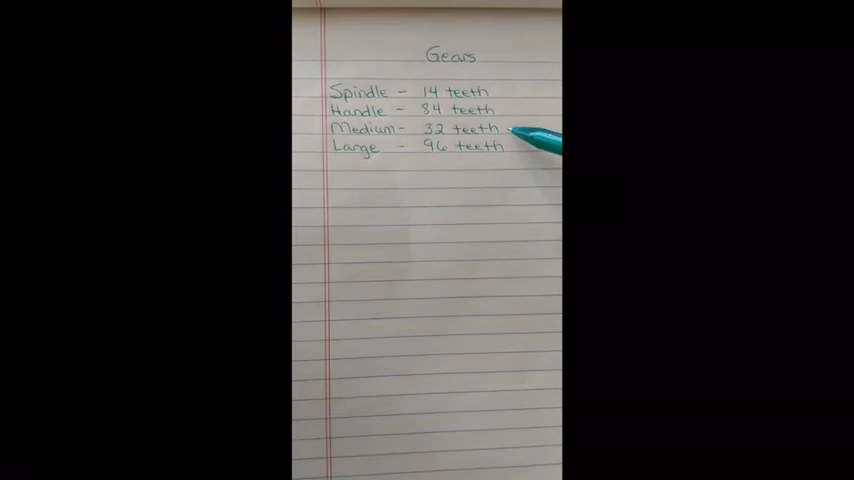 Gears
Spindle - 14 teeth
Handle - 84 teeth
Medium - 32 teeth
Large - 96 teeth